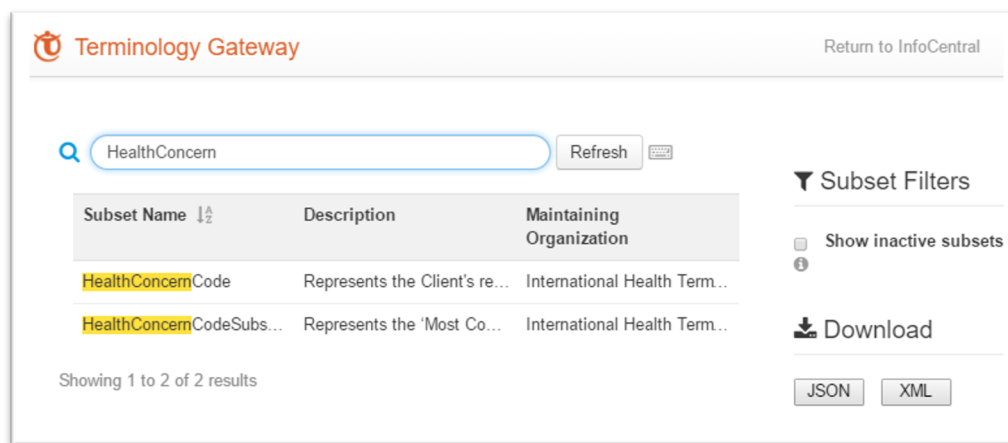 Terminology Gateway
Return to InfoCentral
HealthConcern
Refresh
Subset Filters
Show inactive subsets
Subset Name
Description
Maintaining
Organization
HealthConcernCode
Represents the Client's re...
International Health Term...
HealthConcernCodeSubs...
Represents the ‘Most Co...
International Health Term...
Showing 1 to 2 of 2 results
Download
JSON
XML